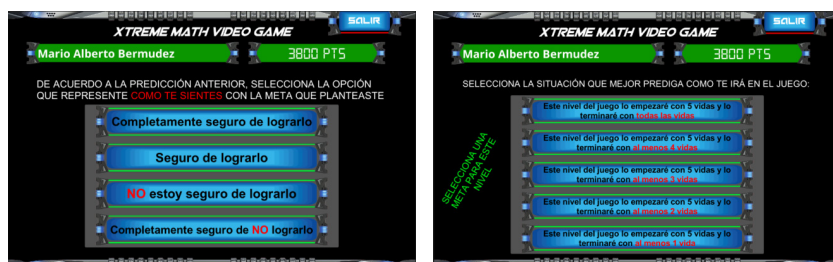 XTREME MATH VIDEO GAME
SALIR
Mario Alberto Bermudez
3800 PTS
DE ACUERDO A LA PREDICCIÓN ANTERIOR, SELECCIONA LA OPCIÓN
QUE REPRESENTE COMO TE SIENTES CON LA META QUE PLANTEASTE
Completamente seguro de lograrlo
Seguro de lograrlo
NO estoy seguro de lograrlo
Completamente seguro de NO lograrlo
XTREME MATH VIDEO GAME
SALIR
Mario Alberto Bermudez
3800 PTS
SELECCIONA LA SITUACIÓN QUE MEJOR PREDIGA COMO TE IRÁ EN EL JUEGO:
SELECCIONA UNA
META PARA ESTE
NIVEL
Este nivel del juego lo empezaré con 5 vidas y lo
terminaré con todas las vidas
Este nivel del juego lo empezaré con 5 vidas y lo
terminaré con al menos 4 vidas
Este nivel del juego lo empezaré con 5 vidas y lo
terminaré con al menos 3 vidas
Este nivel del juego lo empezaré con 5 vidas y lo
terminaré con al menos 2 vidas
Este nivel del juego lo empezaré con 5 vidas y lo
terminaré con al menos 1 vida